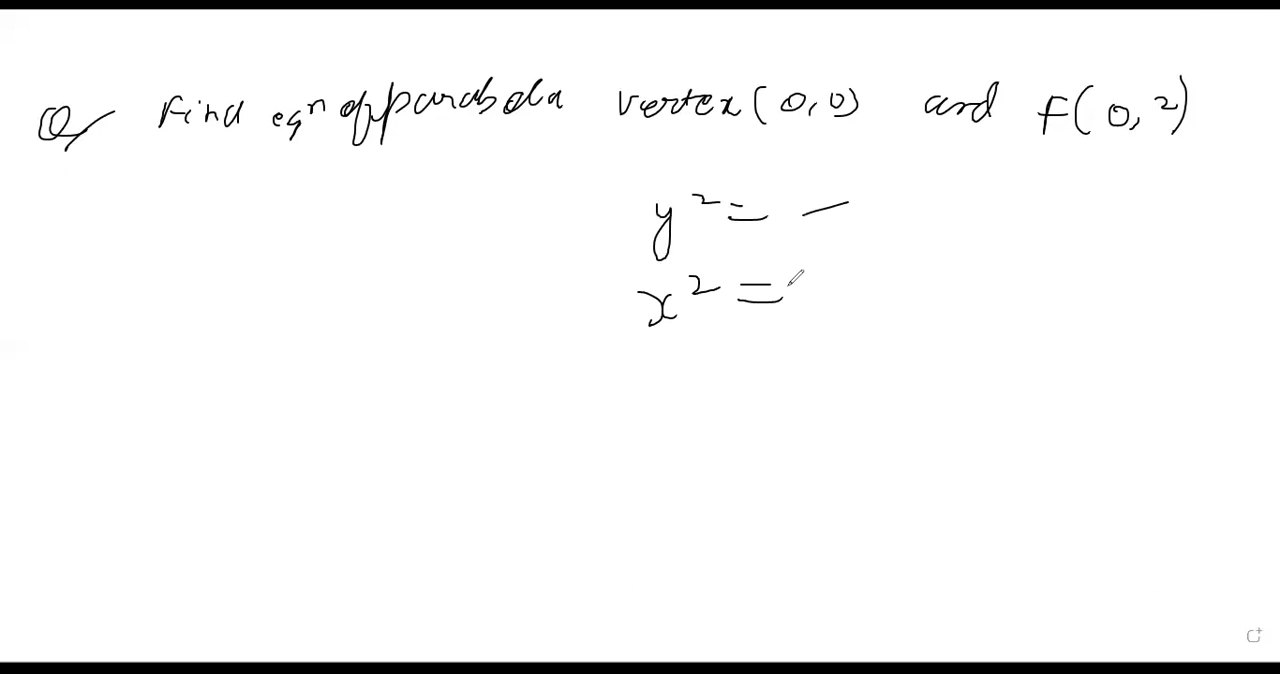 Q Find eqn of parabola vertex (0,0) and F(0,2)
y² = —
x² =